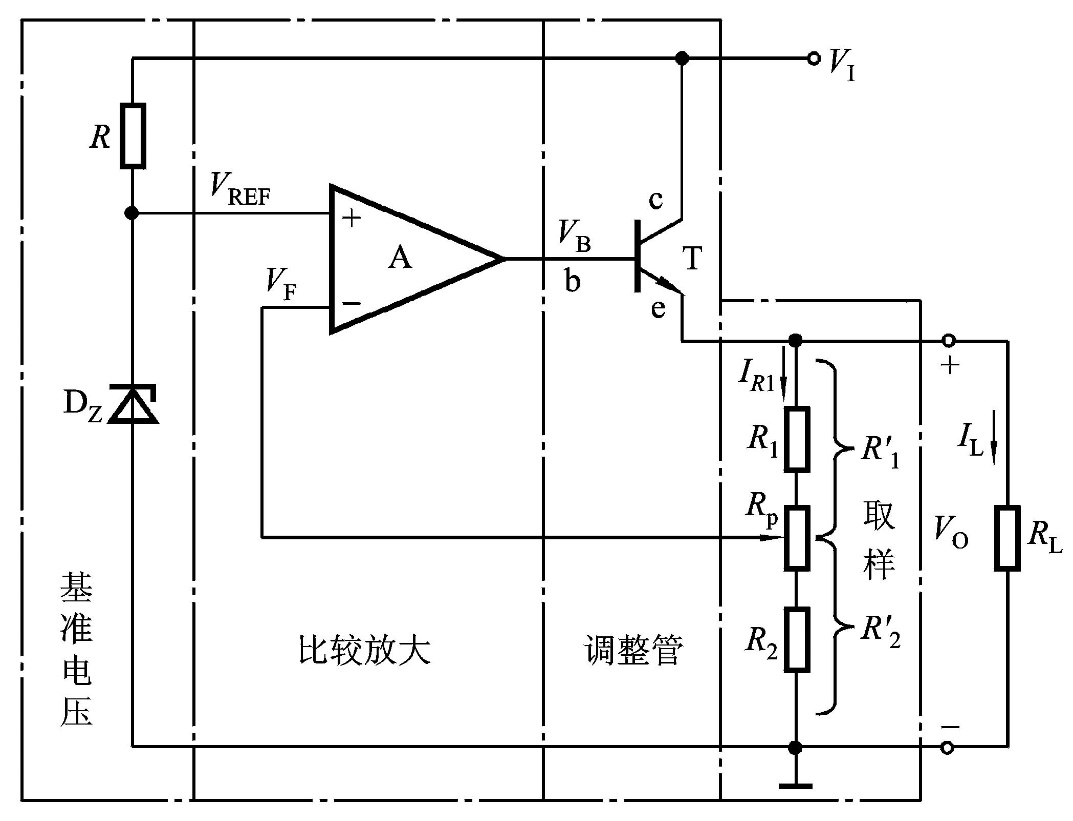 V_I
R
V_REF
+
A
V_F
−
V_B
b
c
T
e
D_Z
I_R1
R_1
R'_1
+
I_L
R_p
取样
V_O
R_L
R_2
R'_2
−
基准电压
比较放大
调整管